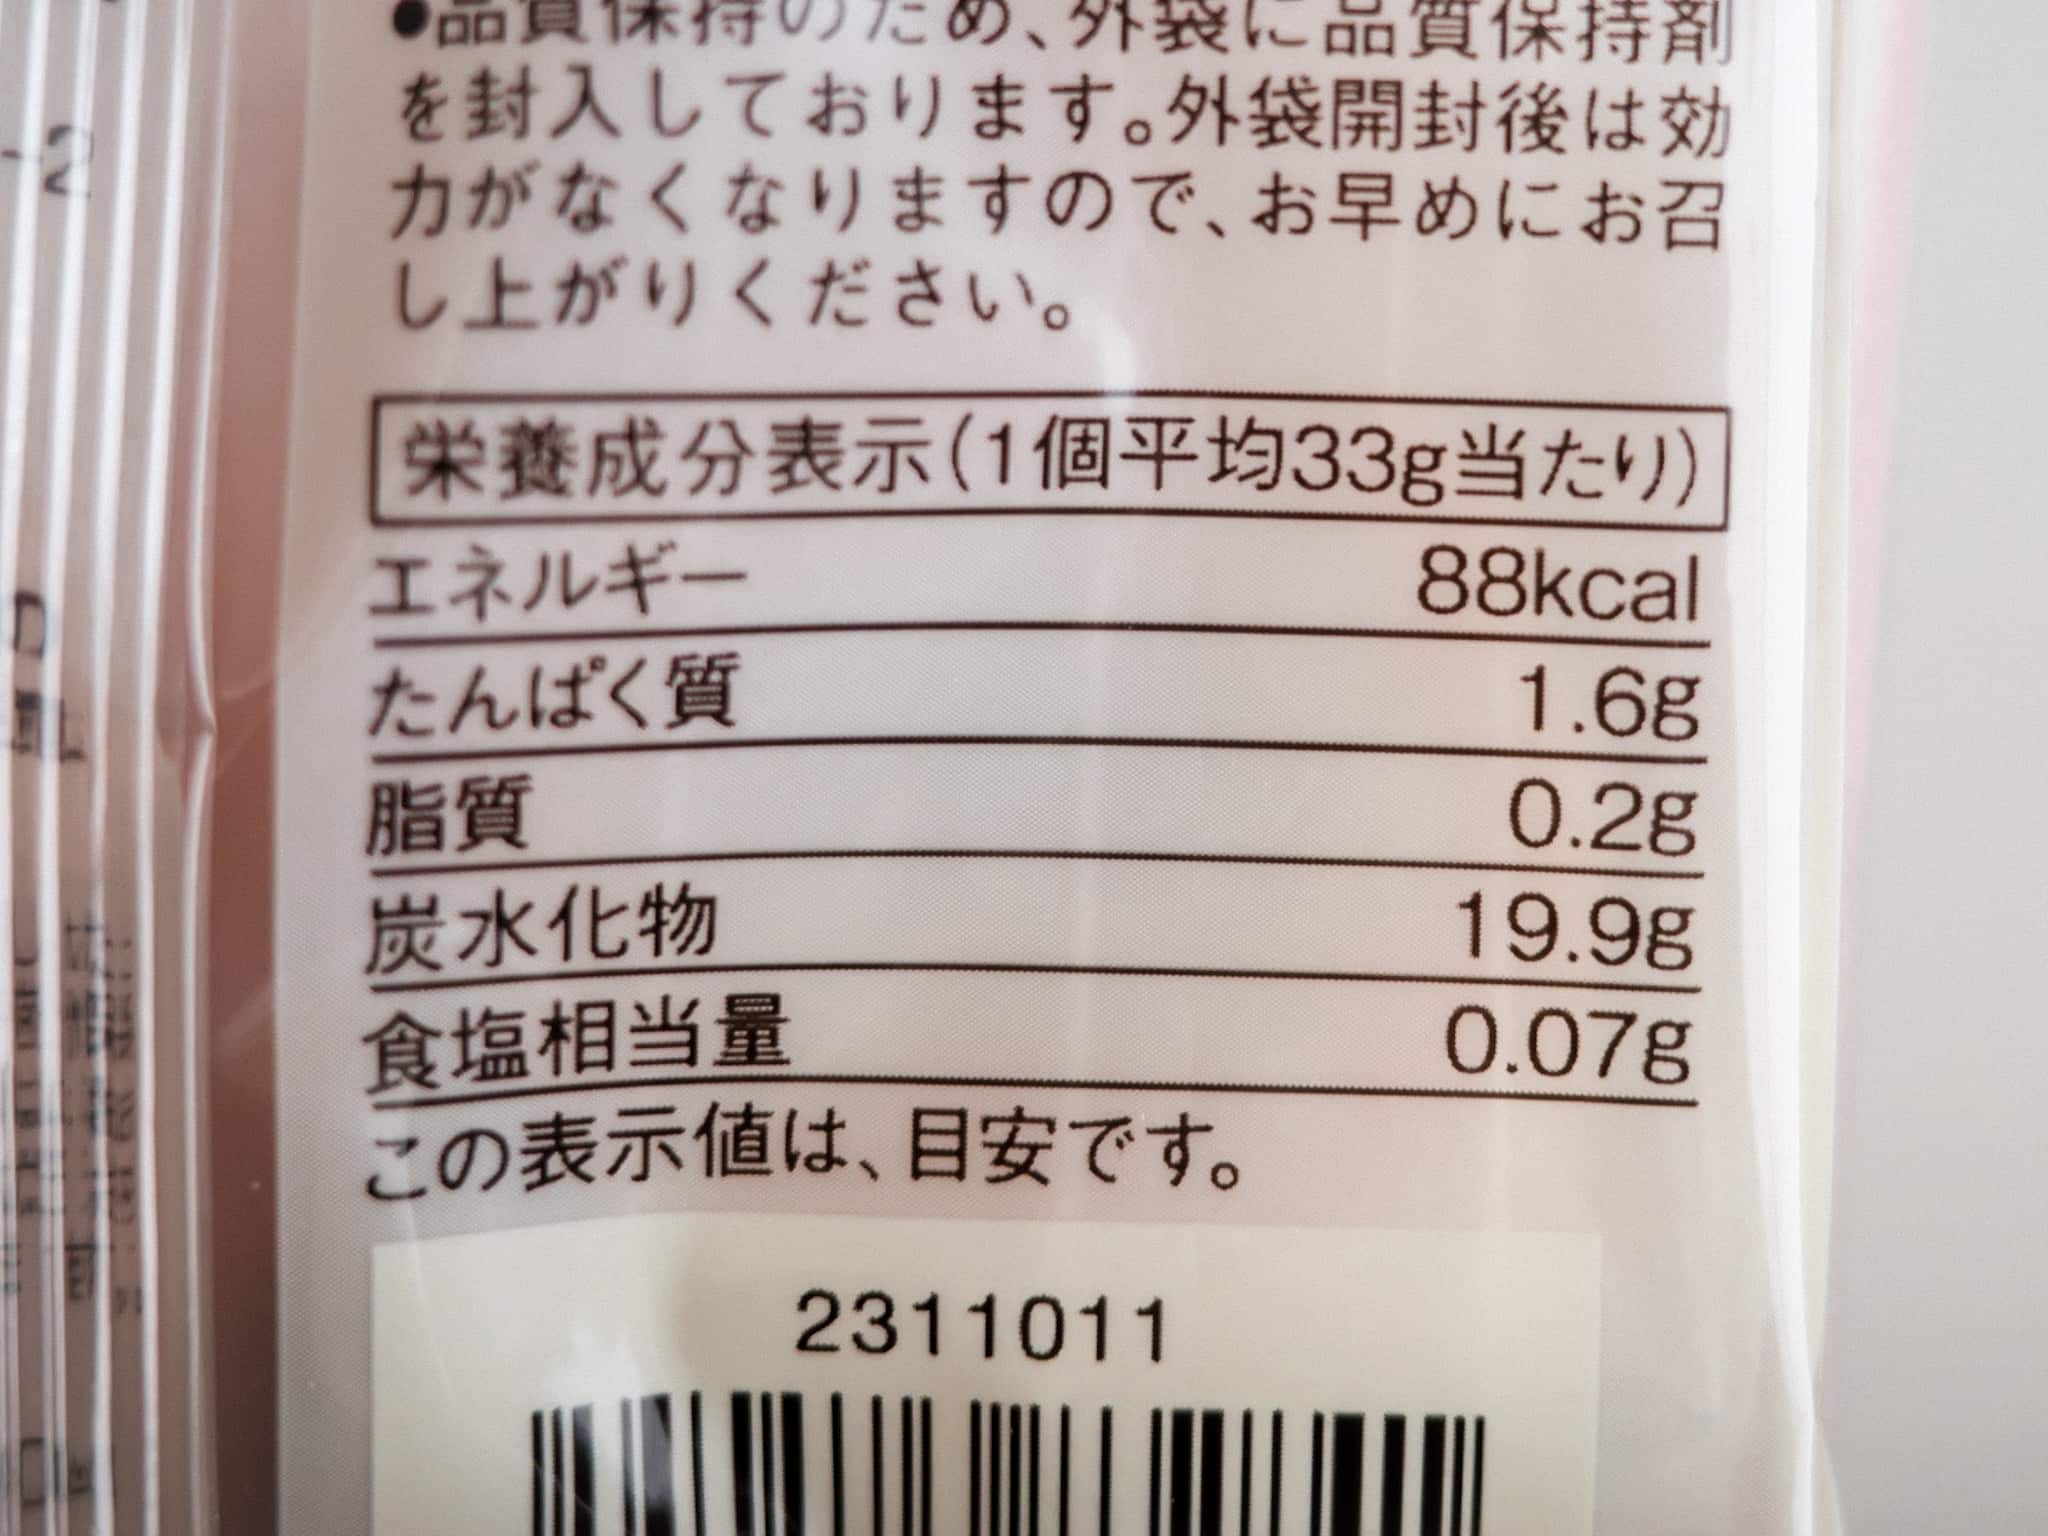 ●品質保持のため、外袋に品質保持剤
を封入しております。外袋開封後は効
力がなくなりますので、お早めにお召
し上がりください。
栄養成分表示(1個平均33g当たり)
エネルギー 88kcal
たんぱく質 1.6g
脂質 0.2g
炭水化物 19.9g
食塩相当量 0.07g
この表示値は、目安です。
2311011